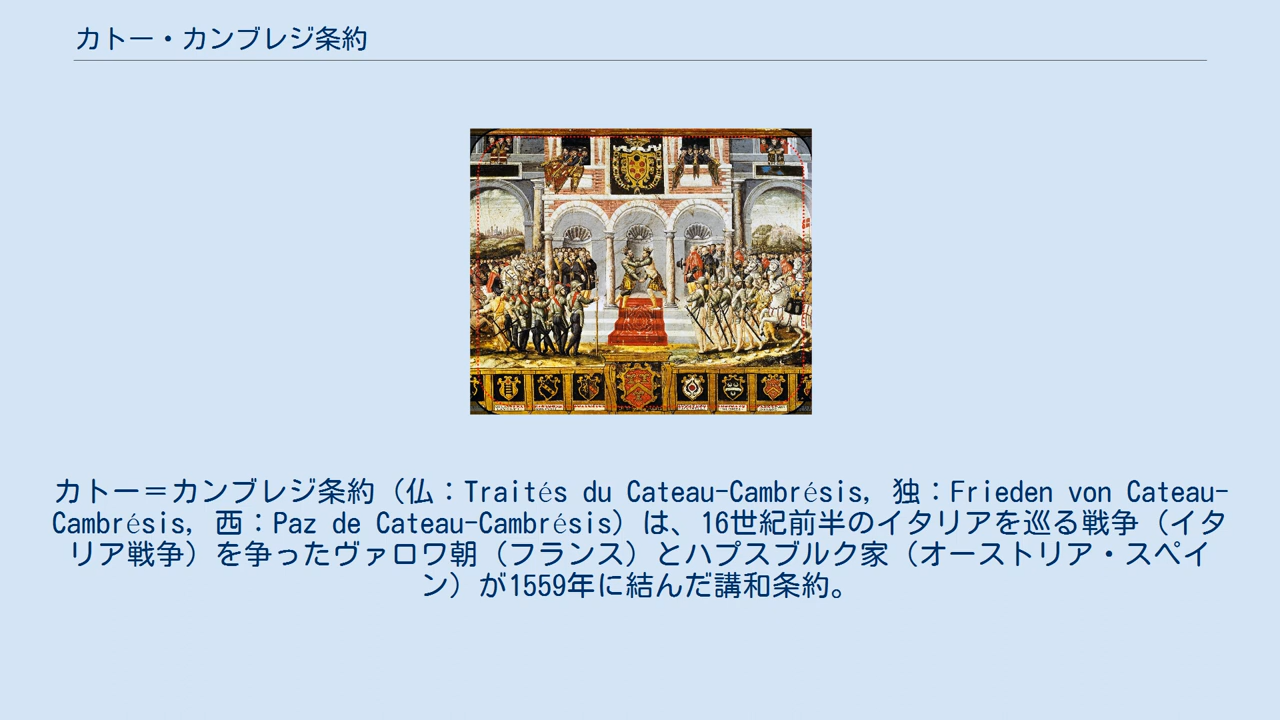 カトー・カンブレジ条約
カトー＝カンブレジ条約（仏：Traités du Cateau-Cambrésis, 独：Frieden von Cateau-
Cambrésis, 西：Paz de Cateau-Cambrésis）は、16世紀前半のイタリアを巡る戦争（イタ
リア戦争）を争ったヴァロワ朝（フランス）とハプスブルク家（オーストリア・スペイ
ン）が1559年に結んだ講和条約。